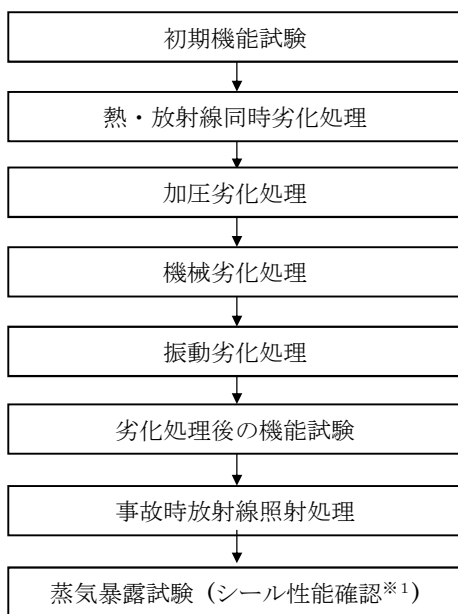 初期機能試験
熱・放射線同時劣化処理
加圧劣化処理
機械劣化処理
振動劣化処理
劣化処理後の機能試験
事故時放射線照射処理
蒸気暴露試験（シール性能確認※1）